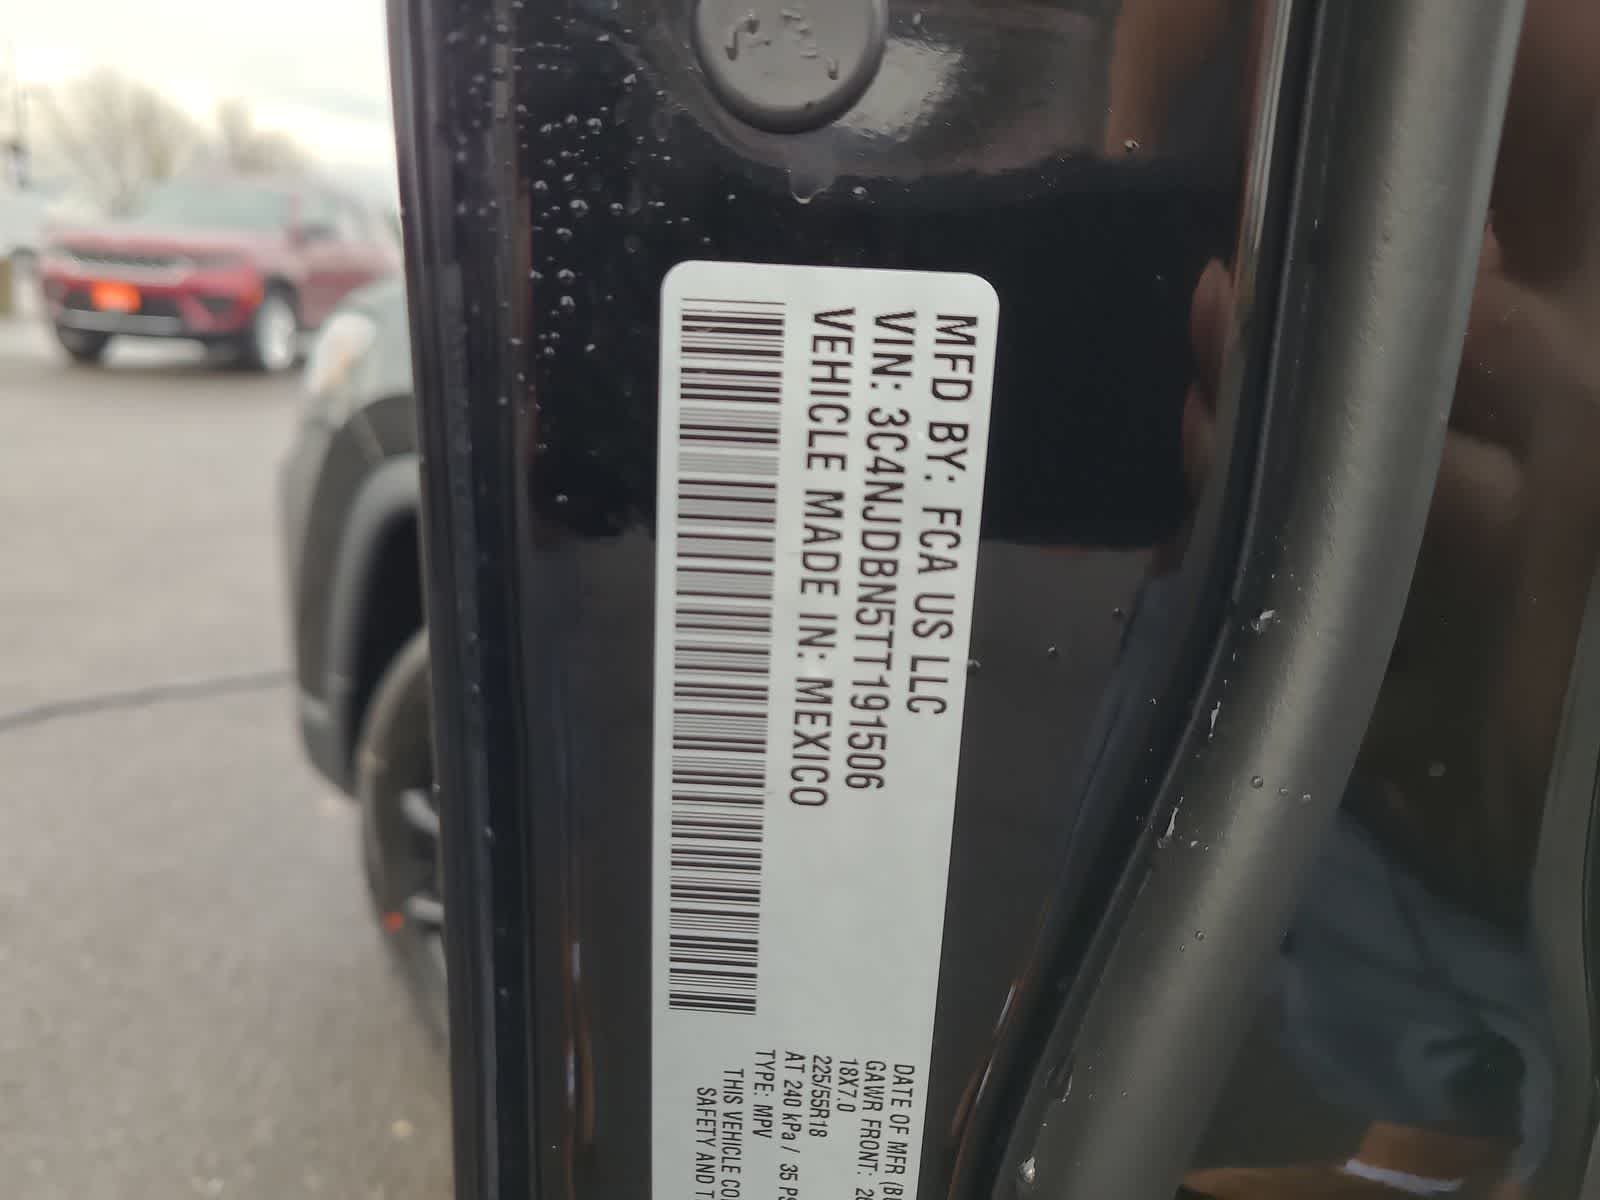 MFD BY: FCA US LLC
VIN: 3C4NJDBN5TT191506
VEHICLE MADE IN: MEXICO
DATE OF MFR
GAWR FRONT:
18X7.0
225/55R18
AT 240 kPa / 35
TYPE: MPV
THIS VEHICLE
SAFETY AND